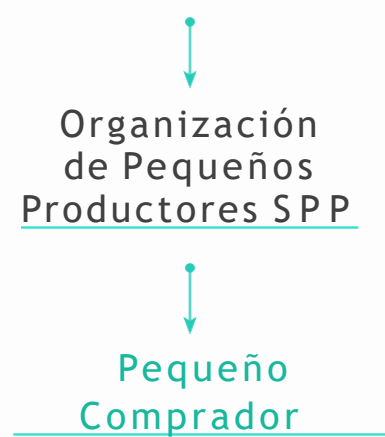 Organización
de Pequeños
Productores SPP
Pequeño
Comprador